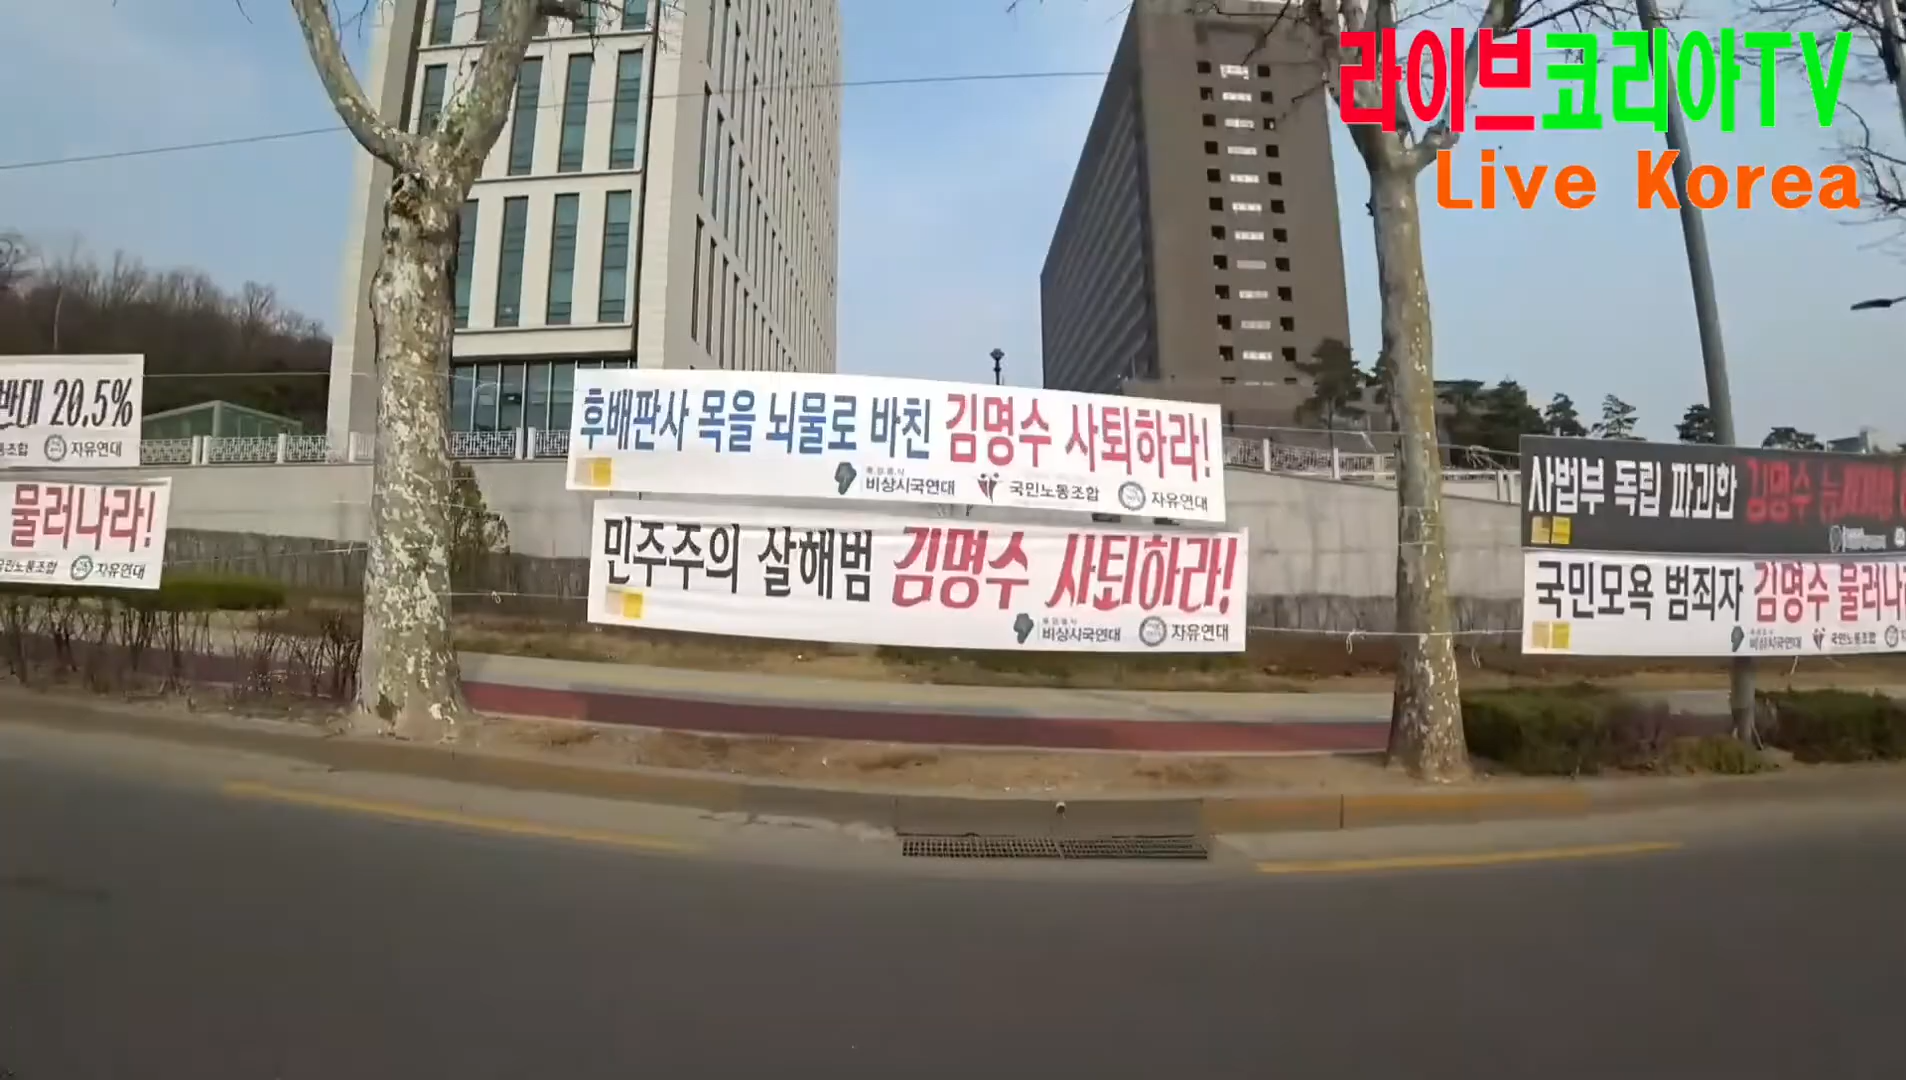 라이브코리아TV
Live Korea
반대 20.5%
자유연대
물러나라!
국민노동조합 자유연대
후배판사 목을 뇌물로 바친 김명수 사퇴하라!
비상시국연대 국민노동조합 자유연대
민주주의 살해범 김명수 사퇴하라!
비상시국연대 자유연대
사법부 독립 파괴한 김명수
국민모욕 범죄자 김명수 물러나라
비상시국연대 국민노동조합